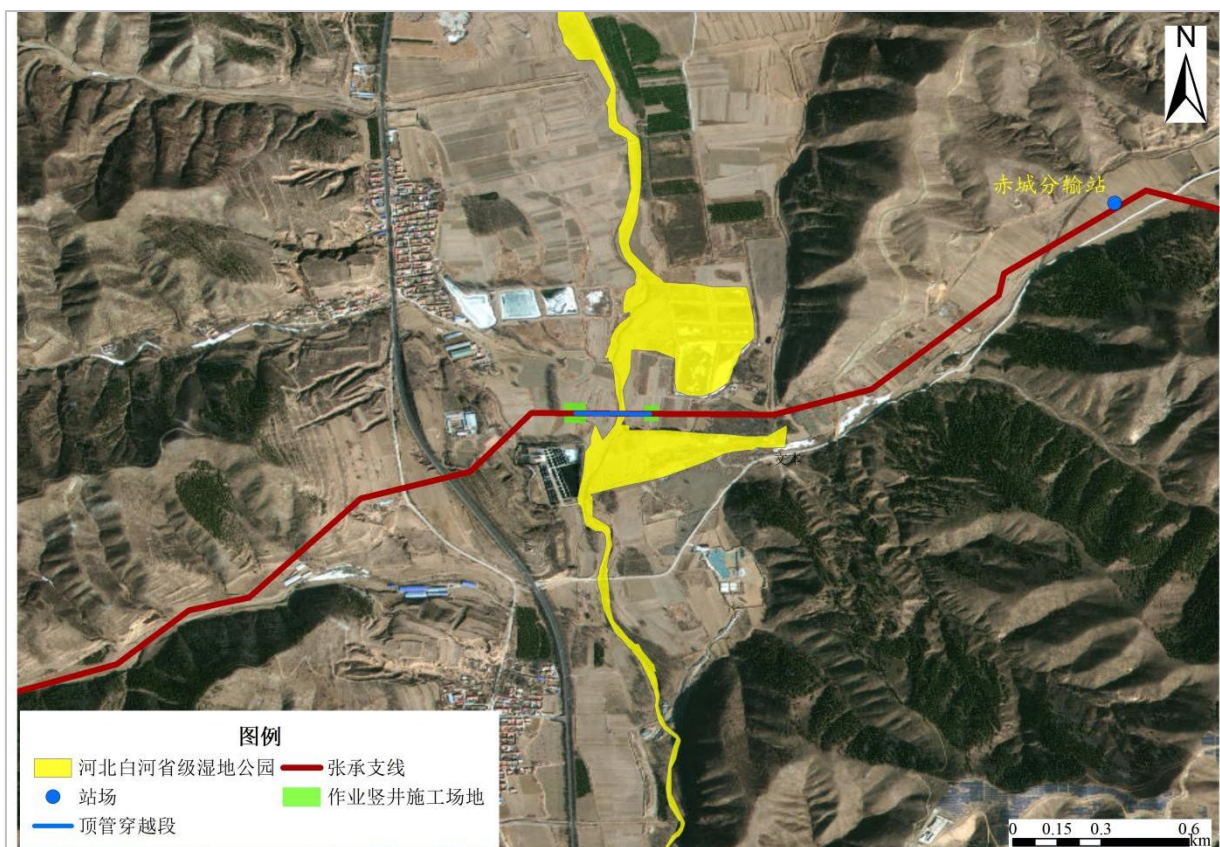 N
赤城分输站
文本
图例
河北白河省级湿地公园 张承支线
站场 作业竖井施工场地
顶管穿越段
0 0.15 0.3 0.6
km